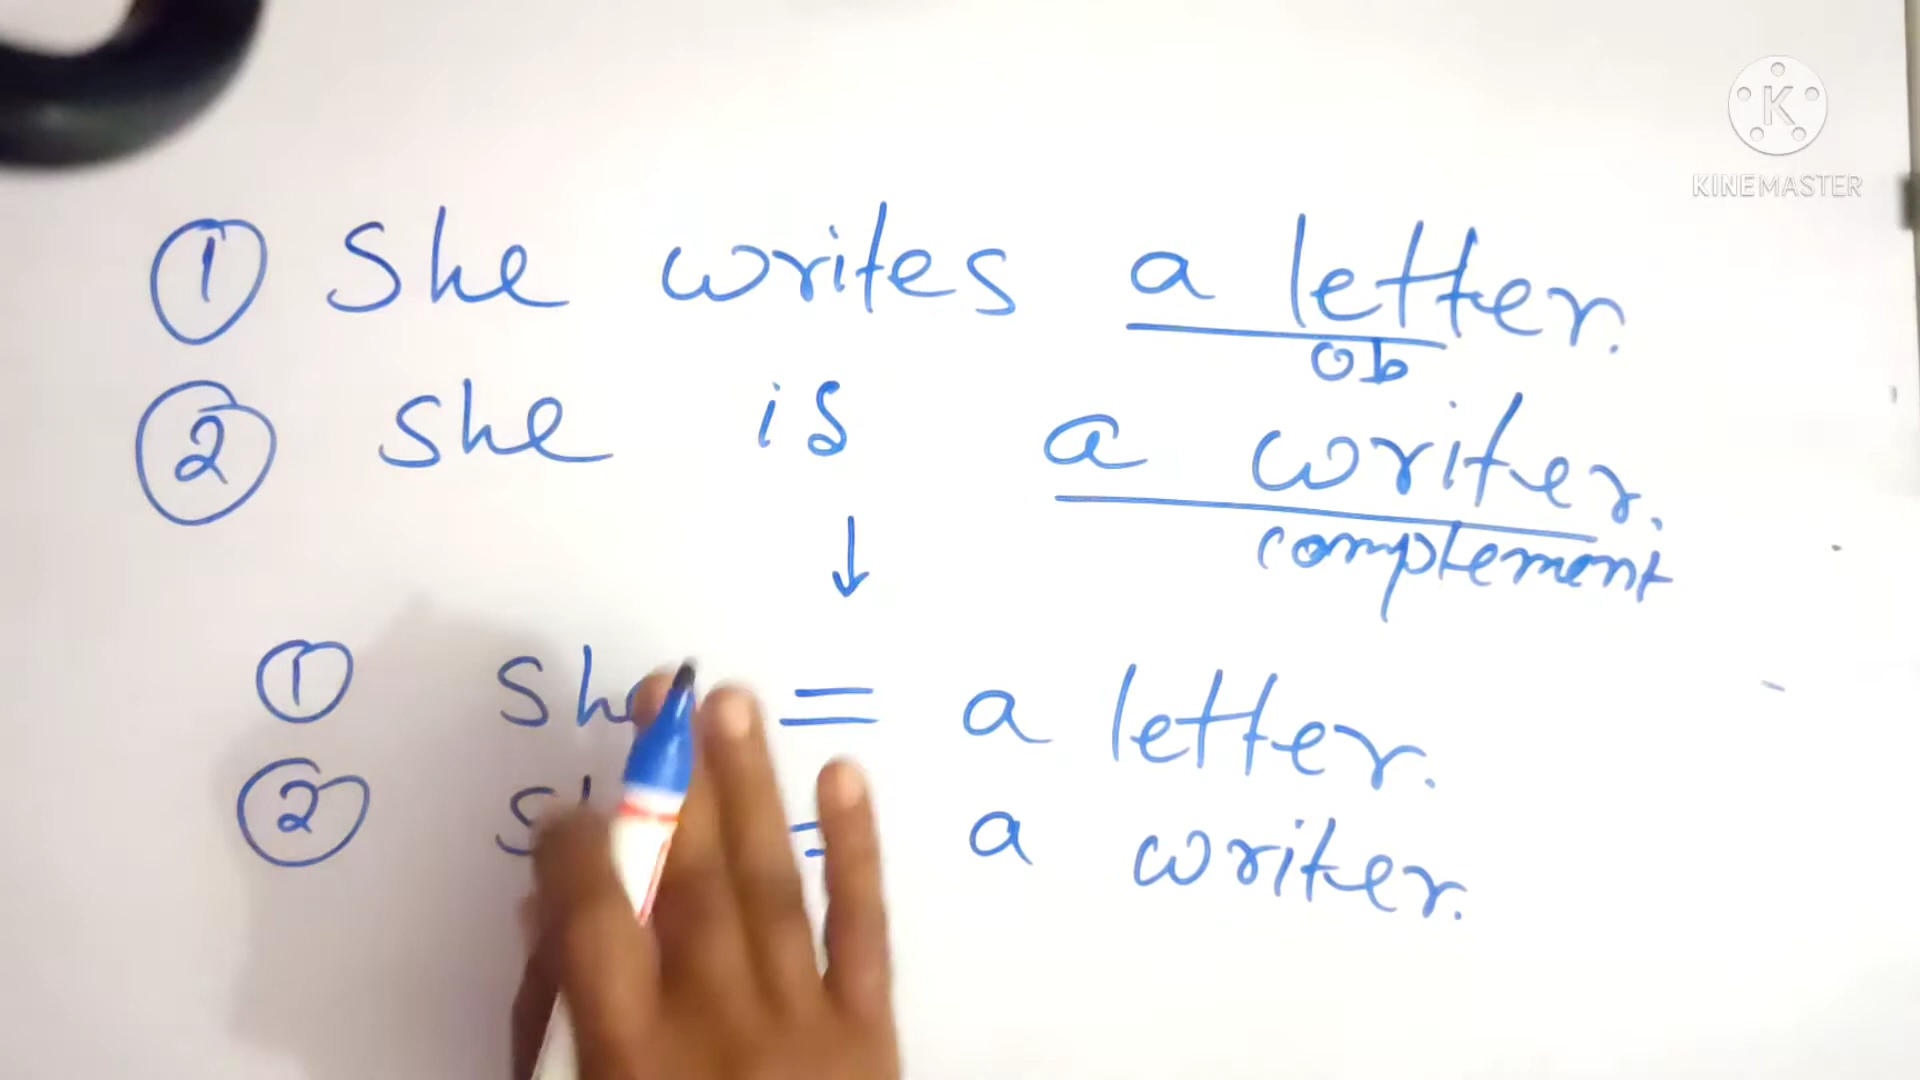 K
KINEMASTER
① She writes a letter.
ob
② She is a writer.
complement
↓
① She = a letter.
② = a writer.